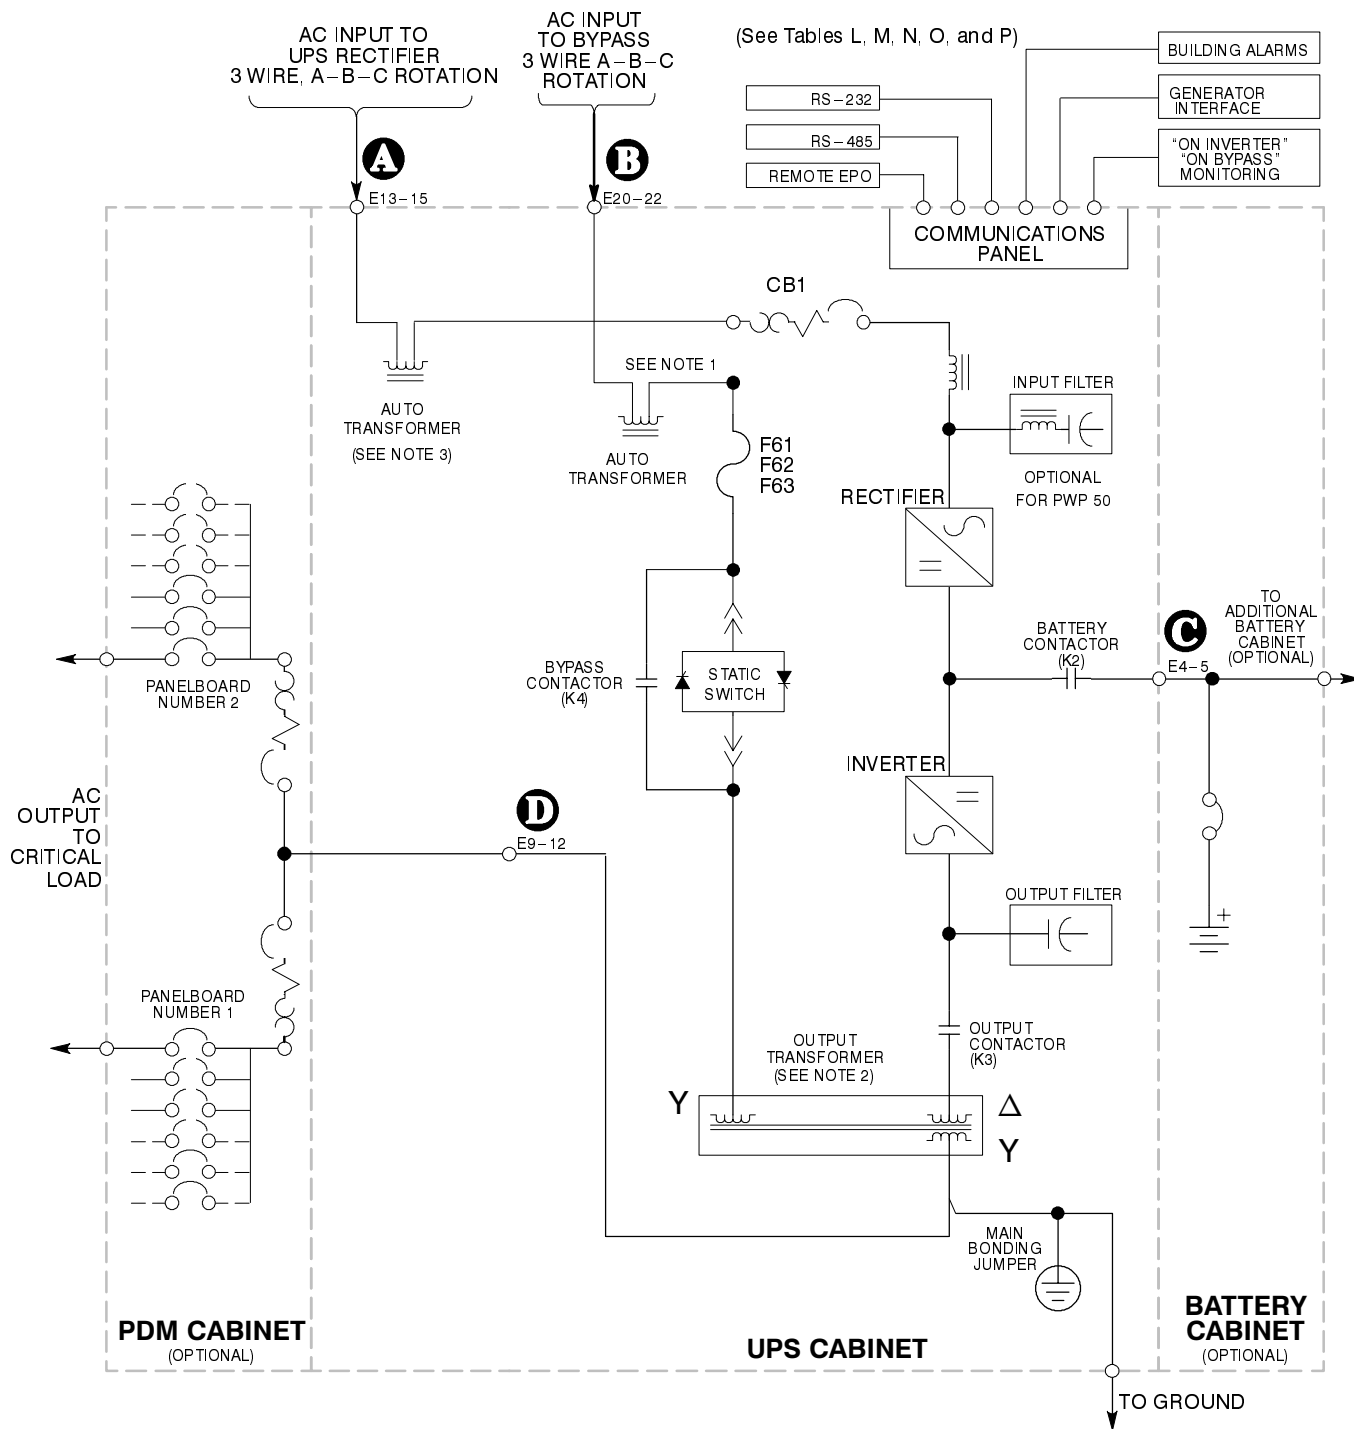 AC INPUT TO
UPS RECTIFIER
3 WIRE, A-B-C ROTATION
AC INPUT
TO BYPASS
3 WIRE A-B-C
ROTATION
(See Tables L, M, N, O, and P)
RS-232
RS-485
REMOTE EPO
BUILDING ALARMS
GENERATOR
INTERFACE
“ON INVERTER”
“ON BYPASS”
MONITORING
A
E13-15
B
E20-22
COMMUNICATIONS
PANEL
CB1
AUTO
TRANSFORMER
(SEE NOTE 3)
SEE NOTE 1
AUTO
TRANSFORMER
F61
F62
F63
INPUT FILTER
OPTIONAL
FOR PWP 50
RECTIFIER
BATTERY
CONTACTOR
(K2)
C
E4-5
TO
ADDITIONAL
BATTERY
CABINET
(OPTIONAL)
PANELBOARD
NUMBER 2
BYPASS
CONTACTOR
(K4)
STATIC
SWITCH
INVERTER
AC
OUTPUT
TO
CRITICAL
LOAD
D
E9-12
OUTPUT FILTER
+
PANELBOARD
NUMBER 1
OUTPUT
TRANSFORMER
(SEE NOTE 2)
OUTPUT
CONTACTOR
(K3)
Y
Δ
Y
MAIN
BONDING
JUMPER
PDM CABINET
(OPTIONAL)
UPS CABINET
BATTERY
CABINET
(OPTIONAL)
TO GROUND